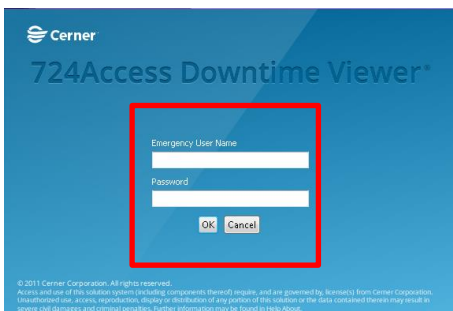 Cerner
724Access Downtime Viewer*
Emergency User Name
Password
OK Cancel
© 2011 Cerner Corporation. All rights reserved.
Access and use of this solution system (including components thereof) require, and are governed by, license(s) from Cerner Corporation.
Unauthorized use, access, reproduction, display or distribution of any portion of this solution or the data contained therein may result in
severe civil damages and criminal penalties. Further information may be found in Help About.